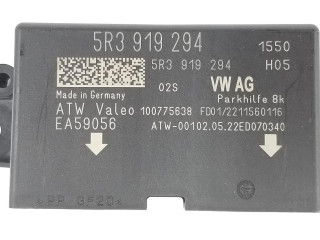 5R3 919 294 1550
5R3 919 294 H05
02S VW AG
Made in Germany Parkhilfe 8k
ATW Valeo 100775638 FD01/2211560116
EA59056 ATW-00102.05.22ED070340